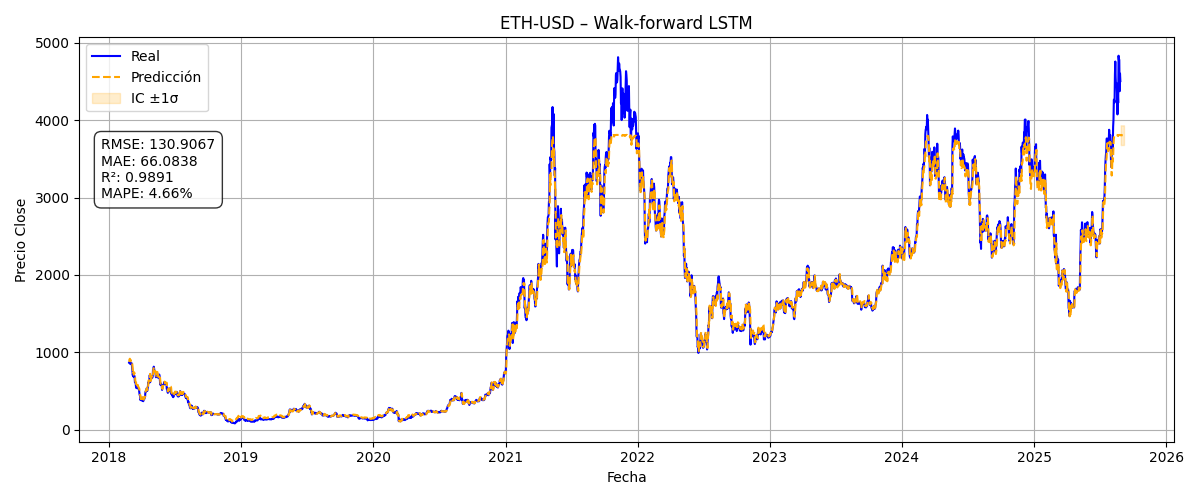 ETH-USD – Walk-forward LSTM
5000
4000
3000
2000
1000
0
Precio Close
Real
Predicción
IC ±1σ
RMSE: 130.9067
MAE: 66.0838
R²: 0.9891
MAPE: 4.66%
2018
2019
2020
2021
2022
2023
2024
2025
2026
Fecha